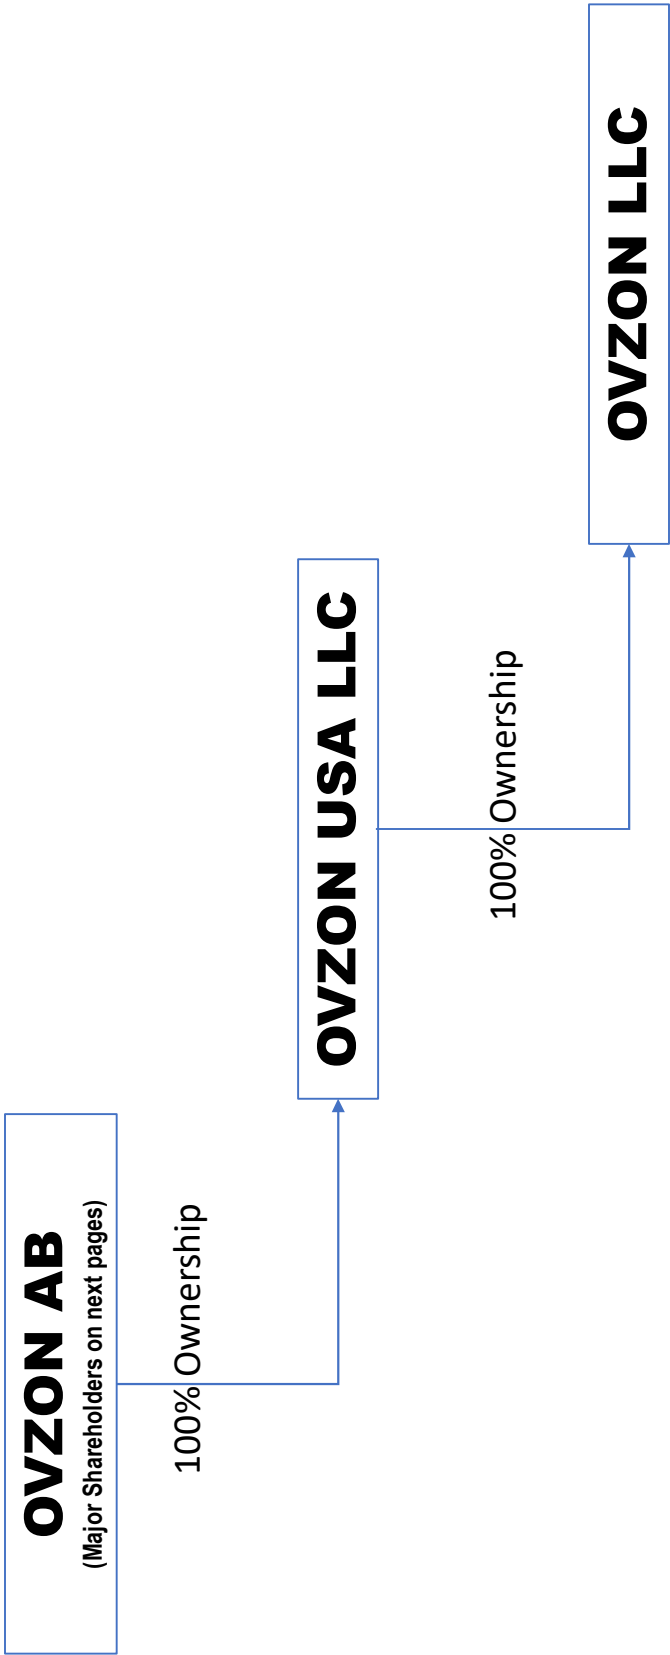 OVZON AB
(Major Shareholders on next pages)
100% Ownership
OVZON USA LLC
100% Ownership
OVZON LLC